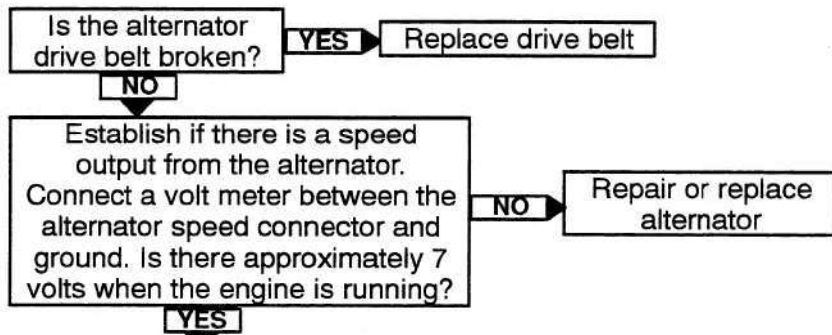 Is the alternator
drive belt broken?
YES
Replace drive belt
NO
Establish if there is a speed
output from the alternator.
Connect a volt meter between the
alternator speed connector and
ground. Is there approximately 7
volts when the engine is running?
NO
Repair or replace
alternator
YES